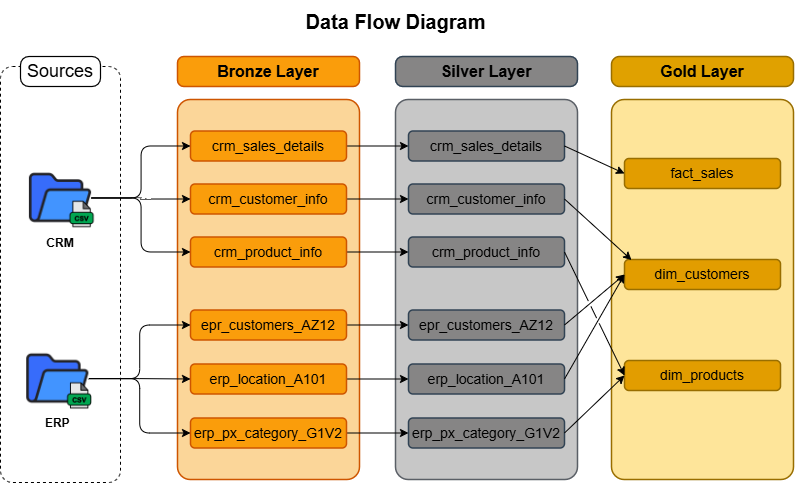 Data Flow Diagram
Sources
Bronze Layer
Silver Layer
Gold Layer
crm_sales_details
crm_customer_info
crm_product_info
epr_customers_AZ12
erp_location_A101
erp_px_category_G1V2
crm_sales_details
crm_customer_info
crm_product_info
epr_customers_AZ12
erp_location_A101
erp_px_category_G1V2
fact_sales
dim_customers
dim_products
CSV
CRM
CSV
ERP